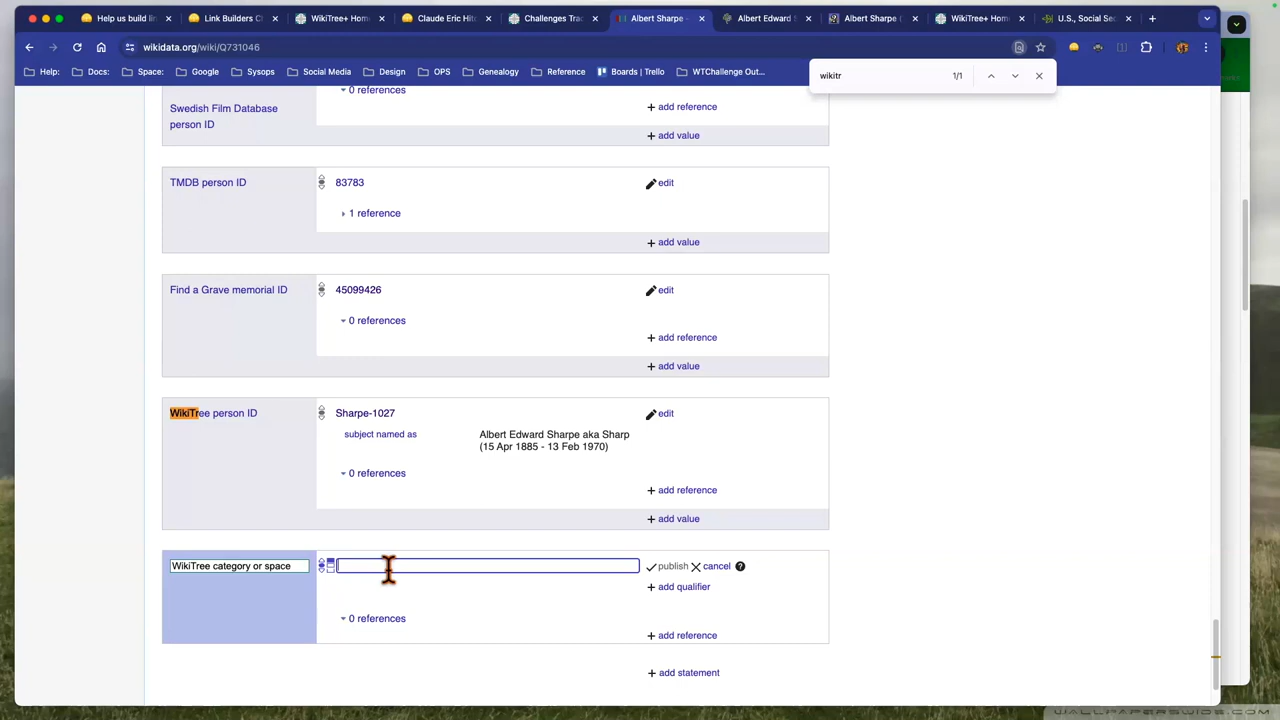 Help us build lin
Link Builders C
WikiTree+ Hom
Claude Eric Hit
Challenges Tra
Albert Sharpe -
Albert Edward
Albert Sharpe (
WikiTree+ Hom
U.S., Social Sec
wikidata.org/wiki/Q731046
Help:
Docs:
Space:
Google
Sysops
Social Media
Design
OPS
Genealogy
Reference
Boards | Trello
WTChallenge Out...
wikitr
1/1
0 references
Swedish Film Database
person ID
+ add reference
+ add value
TMDB person ID
83783
edit
1 reference
+ add value
Find a Grave memorial ID
45099426
edit
0 references
+ add reference
+ add value
WikiTree person ID
Sharpe-1027
edit
subject named as
Albert Edward Sharpe aka Sharp
(15 Apr 1885 - 13 Feb 1970)
0 references
+ add reference
+ add value
WikiTree category or space
publish
cancel
?
+ add qualifier
0 references
+ add reference
+ add statement
WALLPAPERSWIDE.COM